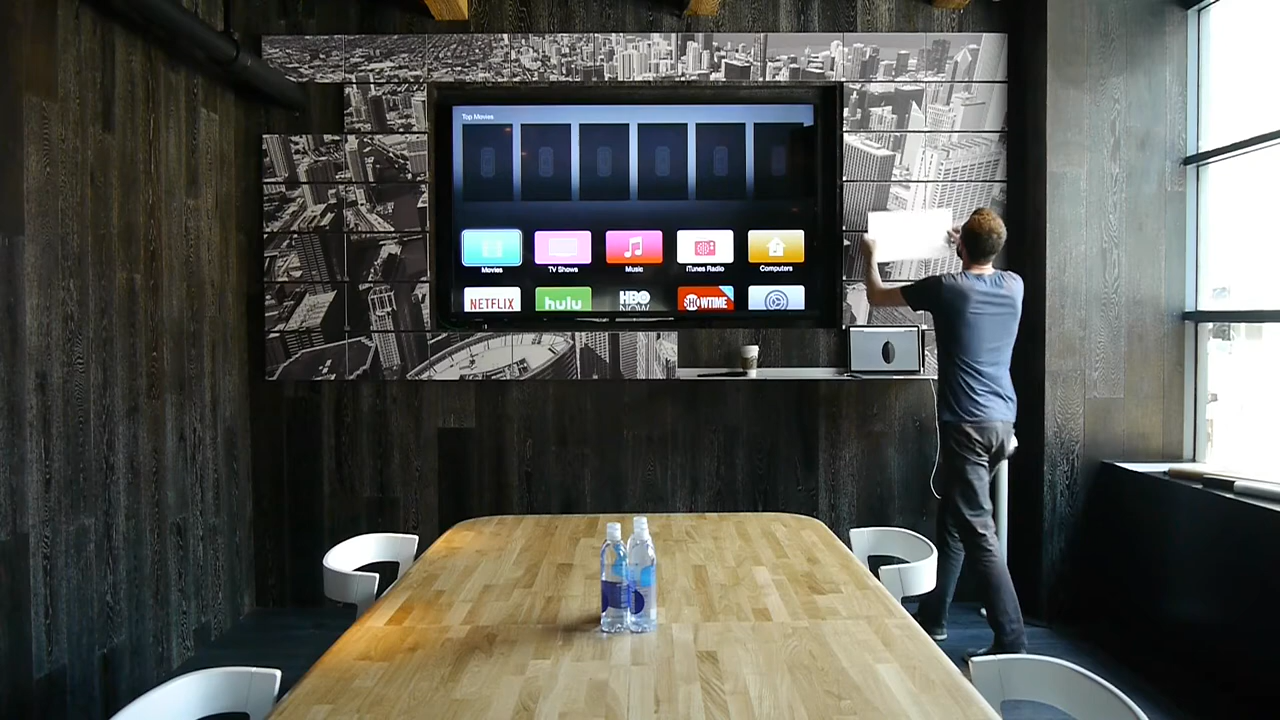 Top Movies
Movies
TV Shows
Music
iTunes Radio
Computers
NETFLIX
hulu
HBO
NOW
SHOWTIME